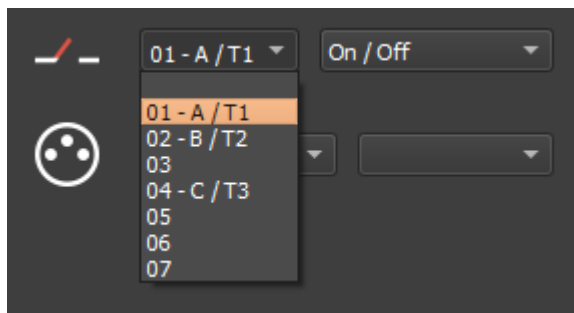 01 - A / T1
On / Off
01 - A / T1
02 - B / T2
03
04 - C / T3
05
06
07